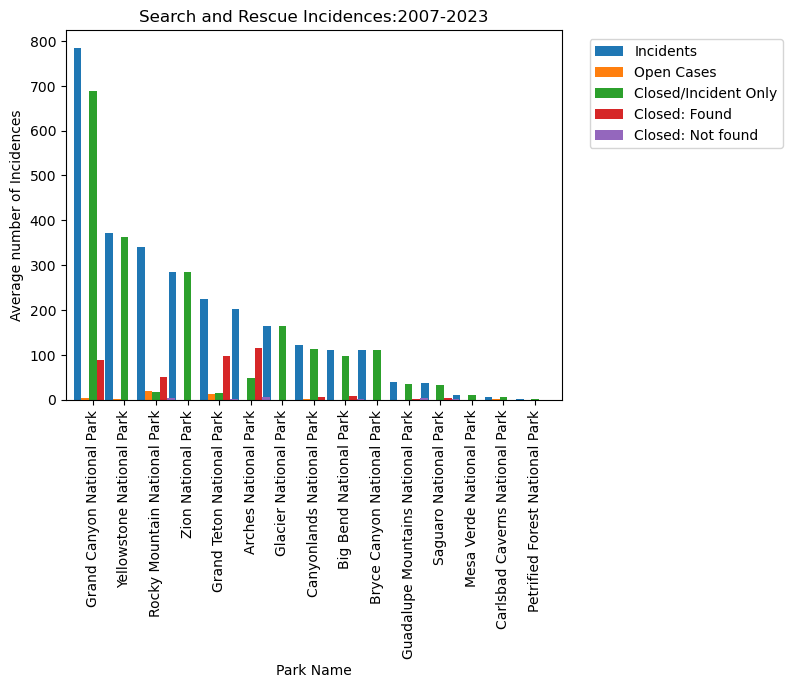 Search and Rescue Incidences:2007-2023
Average number of Incidences
800
700
600
500
400
300
200
100
0
Incidents
Open Cases
Closed/Incident Only
Closed: Found
Closed: Not found
Grand Canyon National Park
Yellowstone National Park
Rocky Mountain National Park
Zion National Park
Grand Teton National Park
Arches National Park
Glacier National Park
Canyonlands National Park
Big Bend National Park
Bryce Canyon National Park
Guadalupe Mountains National Park
Saguaro National Park
Mesa Verde National Park
Carlsbad Caverns National Park
Petrified Forest National Park
Park Name